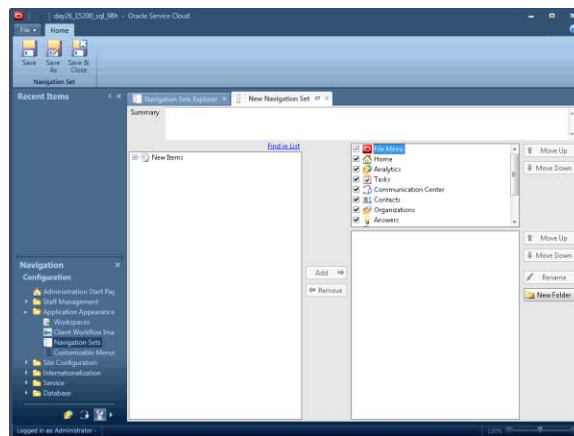 day26_15200_sql_98h - Oracle Service Cloud
File
Home
Save
Save As
Save & Close
Navigation Set
Recent Items
Navigation Sets Explorer
New Navigation Set
Summary
Find in List
New Items
File Menu
Home
Analytics
Tasks
Communication Center
Contacts
Organizations
Answers
Move Up
Move Down
Add
Remove
Move Up
Move Down
Rename
New Folder
Navigation
Configuration
Administration Start Pag
Staff Management
Application Appearance
Workspaces
Client Workflow Ima
Navigation Sets
Customizable Menus
Site Configuration
Internationalization
Service
Database
Logged in as: Administrator -
100%